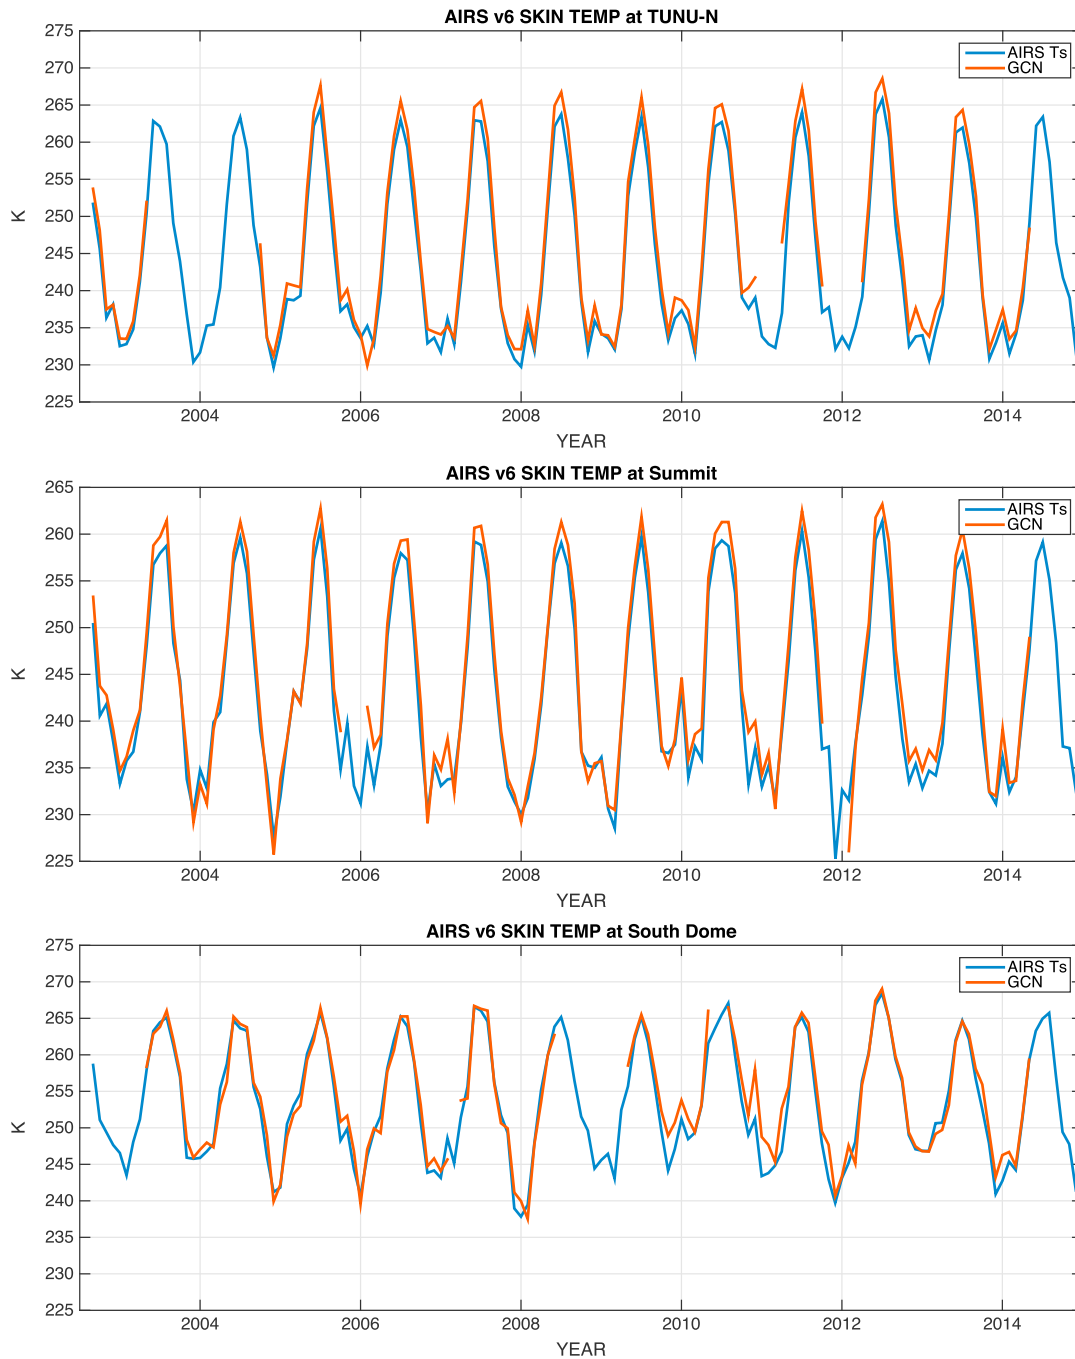 AIRS v6 SKIN TEMP at TUNU-N
275
270
265
260
255
250
245
240
235
230
225
K
AIRS Ts
GCN
2004 2006 2008 2010 2012 2014
YEAR
AIRS v6 SKIN TEMP at Summit
265
260
255
250
245
240
235
230
225
K
AIRS Ts
GCN
2004 2006 2008 2010 2012 2014
YEAR
AIRS v6 SKIN TEMP at South Dome
275
270
265
260
255
250
245
240
235
230
225
K
AIRS Ts
GCN
2004 2006 2008 2010 2012 2014
YEAR